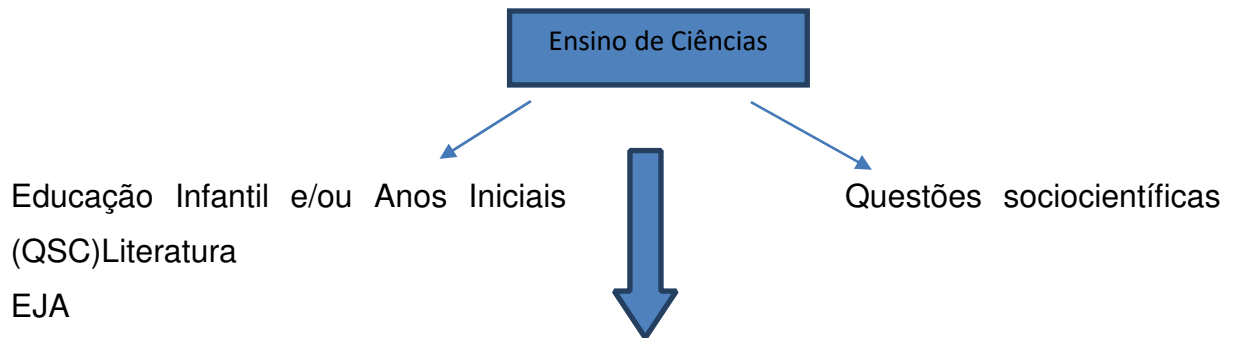 Ensino de Ciências
Educação Infantil e/ou Anos Iniciais Questões sociocientíficas
(QSC)Literatura
EJA